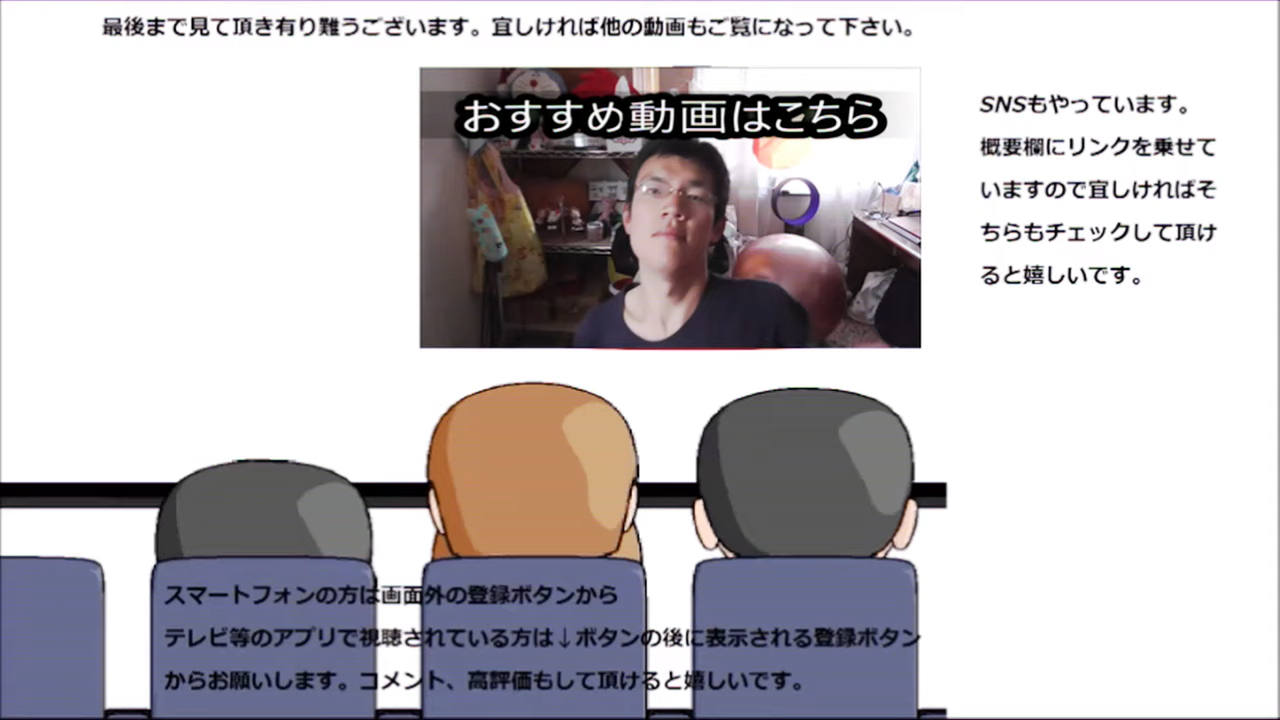 最後まで見て頂き有り難うございます。宜しければ他の動画もご覧になって下さい。
おすすめ動画はこちら
SNSもやっています。
概要欄にリンクを乗せて
いますので宜しければそ
ちらもチェックして頂け
ると嬉しいです。
スマートフォンの方は画面外の登録ボタンから
テレビ等のアプリで視聴されている方は↓ボタンの後に表示される登録ボタン
からお願いします。コメント、高評価もして頂けると嬉しいです。